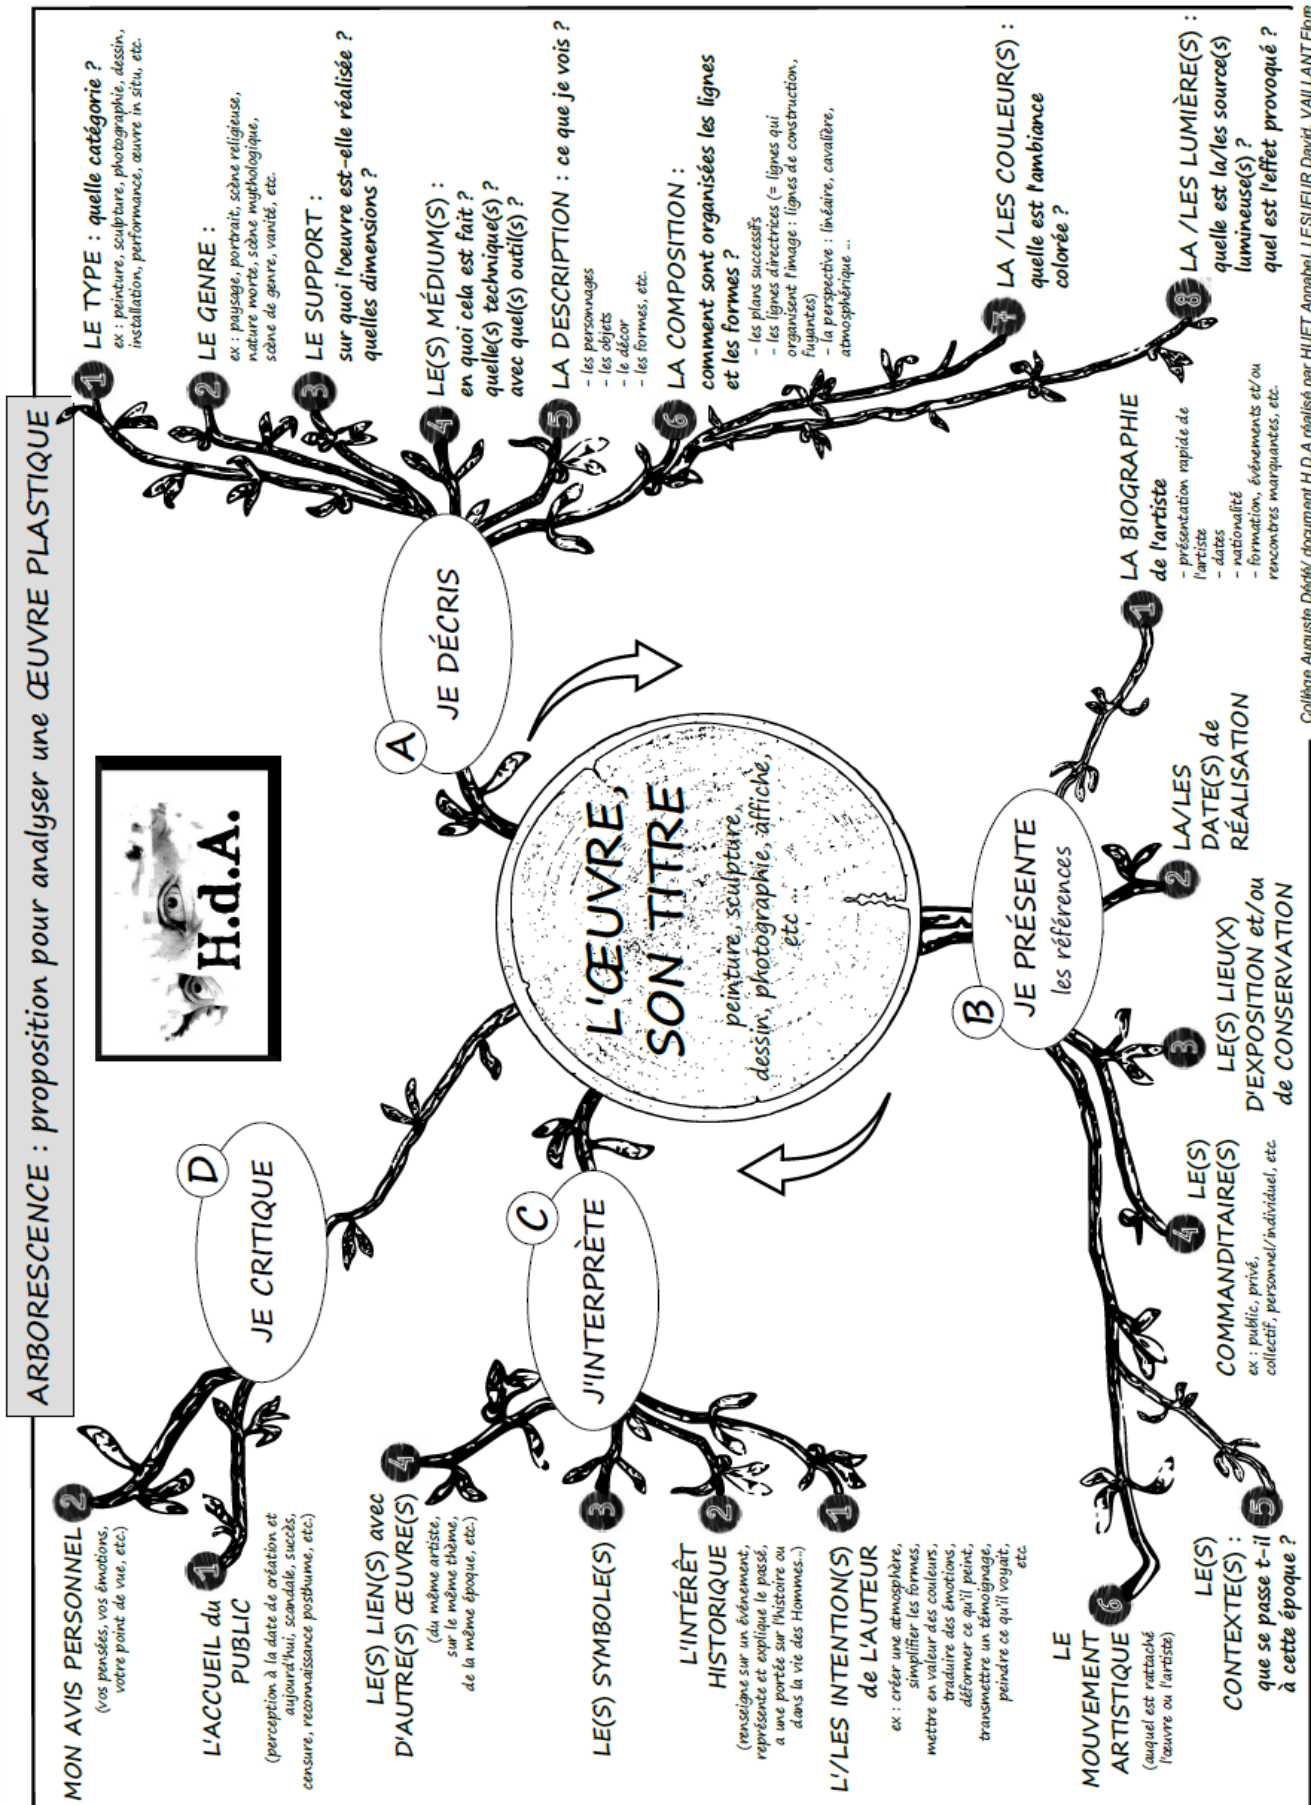 ARBORESCENCE : proposition pour analyser une ŒUVRE PLASTIQUE
H.d.A.
L'ŒUVRE,
SON TITRE
peinture, sculpture,
dessin, photographie, affiche,
etc ...
A
JE DÉCRIS
1
LE TYPE : quelle catégorie ?
ex : peinture, sculpture, photographie, dessin,
installation, performance, œuvre in situ, etc.
2
LE GENRE :
ex : paysage, portrait, scène religieuse,
nature morte, scène mythologique,
scène de genre, vanité, etc.
3
LE SUPPORT :
sur quoi l'oeuvre est-elle réalisée ?
quelles dimensions ?
4
LE(S) MÉDIUM(S) :
en quoi cela est fait ?
quelle(s) technique(s) ?
avec quel(s) outil(s) ?
5
LA DESCRIPTION : ce que je vois ?
- les personnages
- les objets
- le décor
- les formes, etc.
6
LA COMPOSITION :
comment sont organisées les lignes
et les formes ?
- les plans successifs
- les lignes directrices (= lignes qui
organisent l'image : lignes de construction,
fuyantes)
- la perspective : linéaire, cavalière,
atmosphérique ...
7
LA /LES COULEUR(S) :
quelle est l'ambiance
colorée ?
8
LA /LES LUMIÈRE(S) :
quelle est la/les source(s)
lumineuse(s) ?
quel est l'effet provoqué ?
B
JE PRÉSENTE
les références
1
LA BIOGRAPHIE
de l'artiste
- présentation rapide de
l'artiste
- dates
- nationalité
- formation, événements et/ou
rencontres marquantes, etc.
2
LA/LES
DATE(S) de
RÉALISATION
3
LE(S) LIEU(X)
D'EXPOSITION et/ou
de CONSERVATION
4
LE(S)
COMMANDITAIRE(S)
ex : public, privé,
collectif, personnel/individuel, etc
5
LE(S)
CONTEXTE(S) :
que se passe t-il
à cette époque ?
6
LE
MOUVEMENT
ARTISTIQUE
(auquel est rattaché
l'œuvre ou l'artiste)
C
J'INTERPRÈTE
1
L'/LES INTENTION(S)
de L'AUTEUR
ex : créer une atmosphère,
simplifier les formes,
mettre en valeur des couleurs,
traduire des émotions,
déformer ce qu'il peint,
transmettre un témoignage,
peindre ce qu'il voyait,
etc
2
L'INTÉRÊT
HISTORIQUE
(renseigne sur un événement,
représente et explique le passé,
a une portée sur l'histoire ou
dans la vie des Hommes...)
3
LE(S) SYMBOLE(S)
4
LE(S) LIEN(S) avec
D'AUTRE(S) ŒUVRE(S)
(du même artiste,
sur le même thème,
de la même époque, etc.)
D
JE CRITIQUE
1
L'ACCUEIL du
PUBLIC
(perception à la date de création et
aujourd'hui, scandale, succès,
censure, reconnaissance posthume, etc.)
2
MON AVIS PERSONNEL
(vos pensées, vos émotions,
votre point de vue, etc.)
Collège Auguste Dédé/ document H.D.A réalisé par HUET Annabel, LESUEUR David, VAILLANT